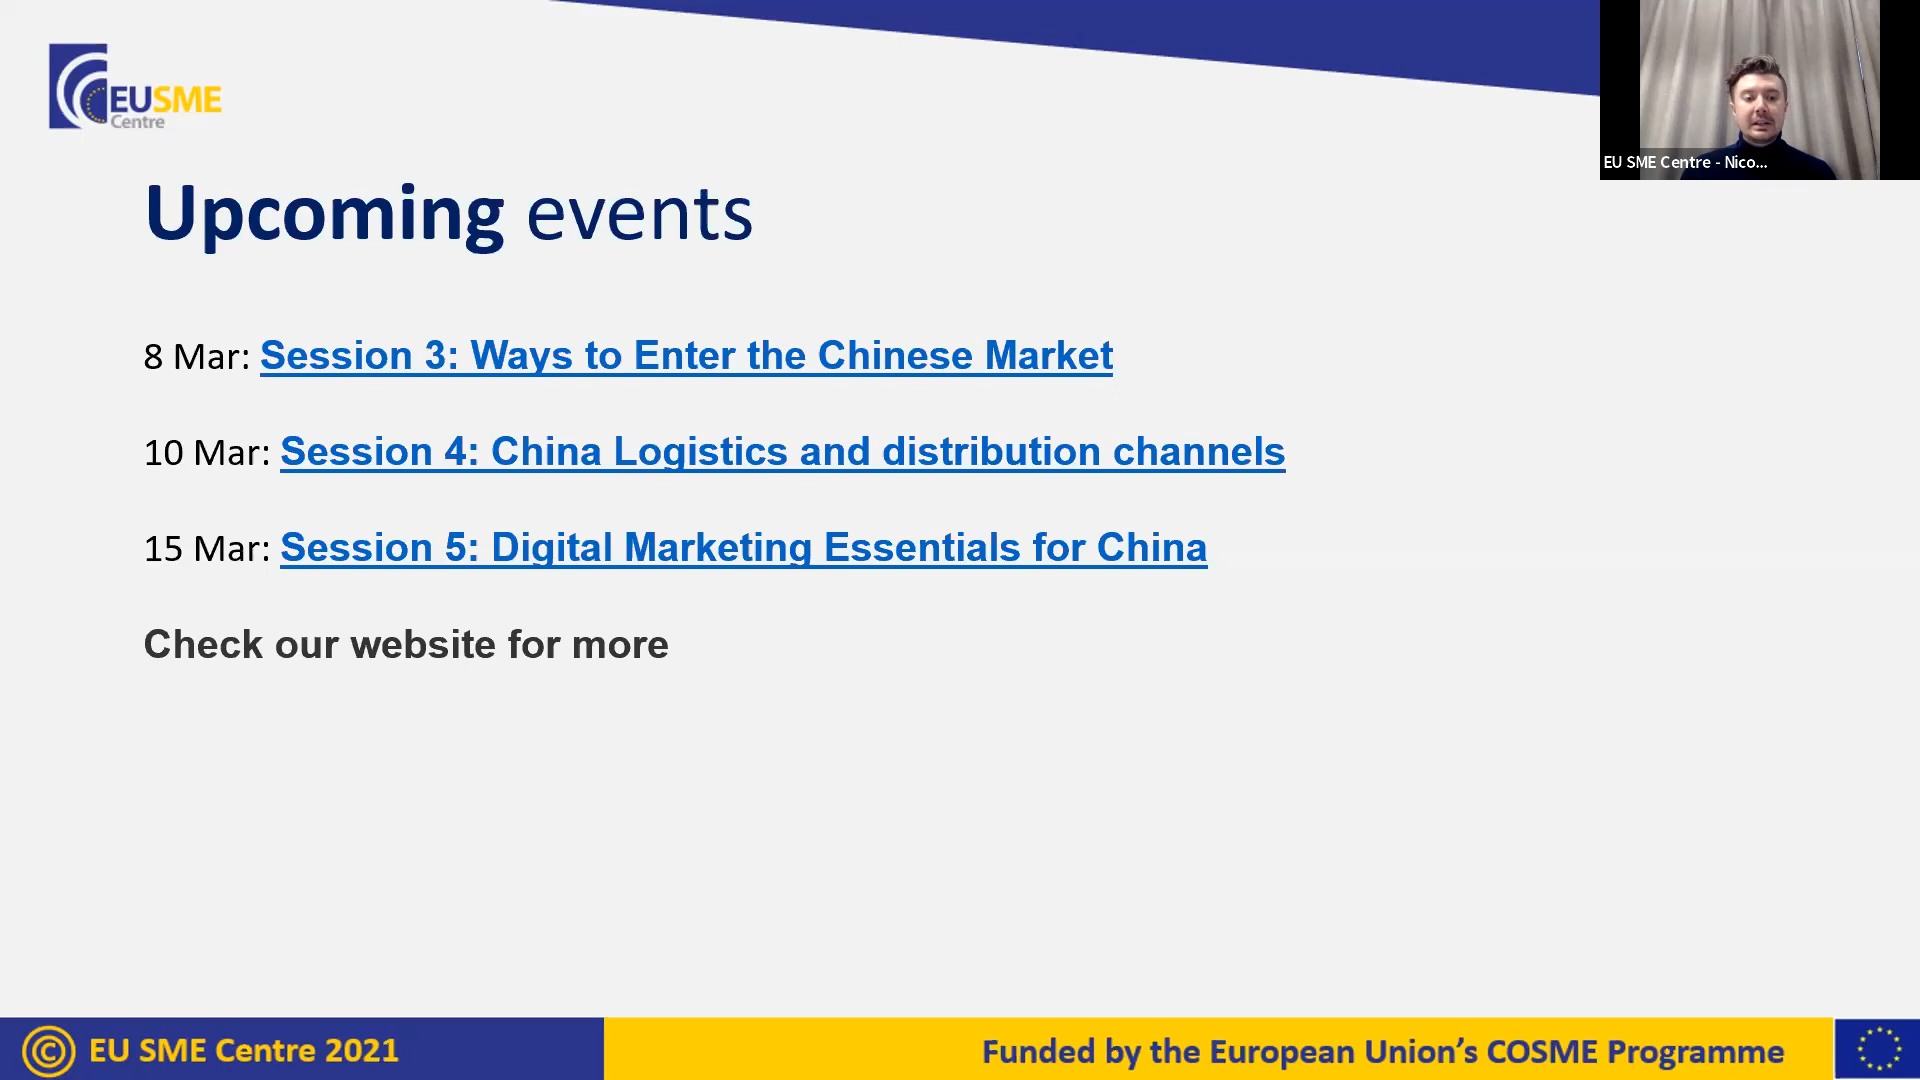 EUSME
Centre
EU SME Centre - Nico...
Upcoming events
8 Mar: Session 3: Ways to Enter the Chinese Market
10 Mar: Session 4: China Logistics and distribution channels
15 Mar: Session 5: Digital Marketing Essentials for China
Check our website for more
© EU SME Centre 2021
Funded by the European Union’s COSME Programme